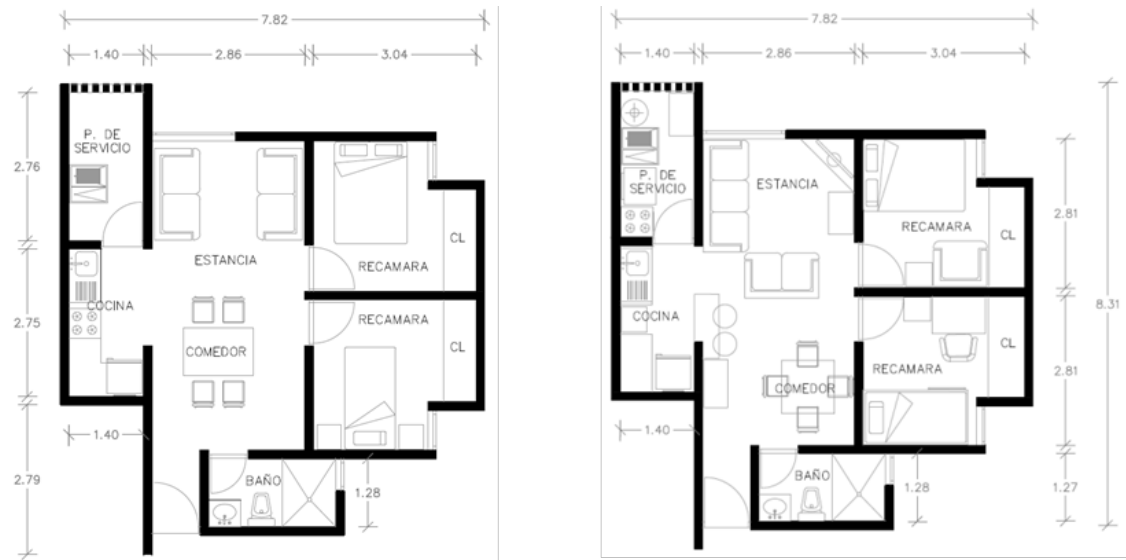 7.82
1.40
2.86
3.04
P. DE
SERVICIO
2.76
ESTANCIA
RECAMARA
CL
COCINA
2.75
RECAMARA
COMEDOR
CL
1.40
2.79
BAÑO
1.28
7.82
1.40
2.86
3.04
ESTANCIA
P. DE
SERVICIO
2.81
RECAMARA
CL
8.31
COCINA
CL
RECAMARA
2.81
COMEDOR
1.40
BAÑO
1.28
1.27